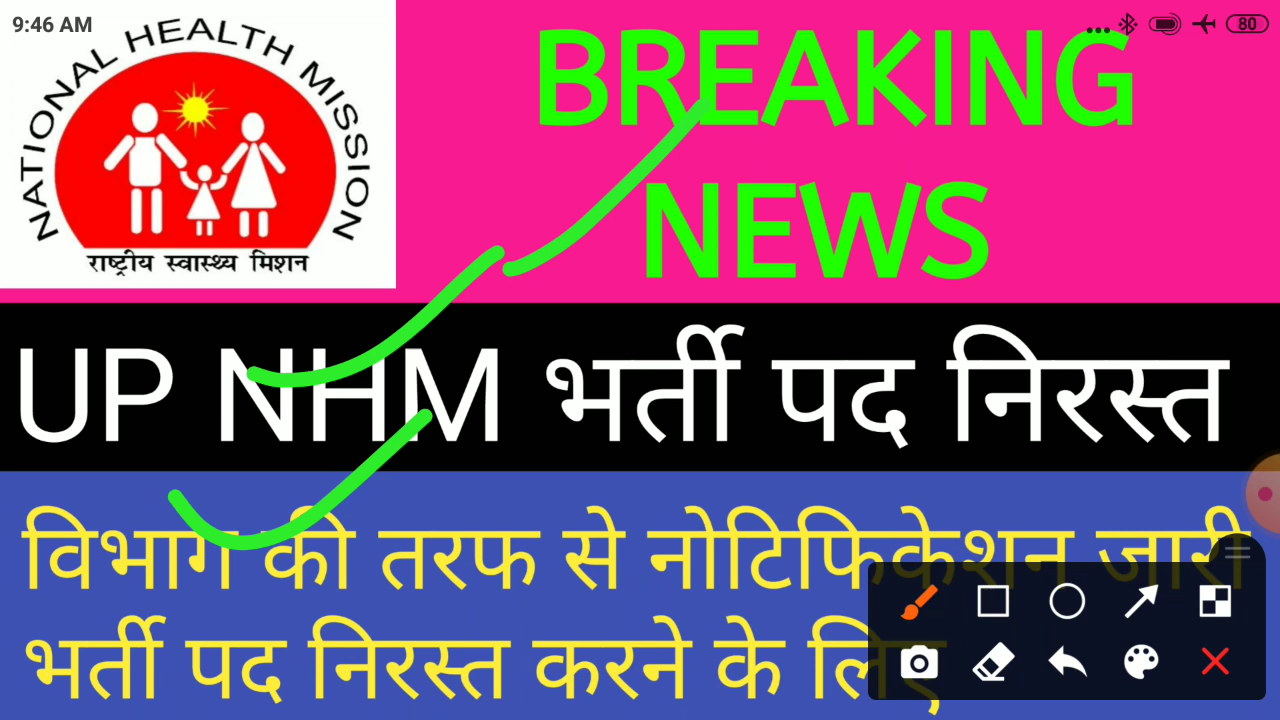 9:46 AM
80
NATIONAL HEALTH MISSION
राष्ट्रीय स्वास्थ्य मिशन
BREAKING
NEWS
UP NHM भर्ती पद निरस्त
विभाग की तरफ से नोटिफिकेशन जारी
भर्ती पद निरस्त करने के लिए